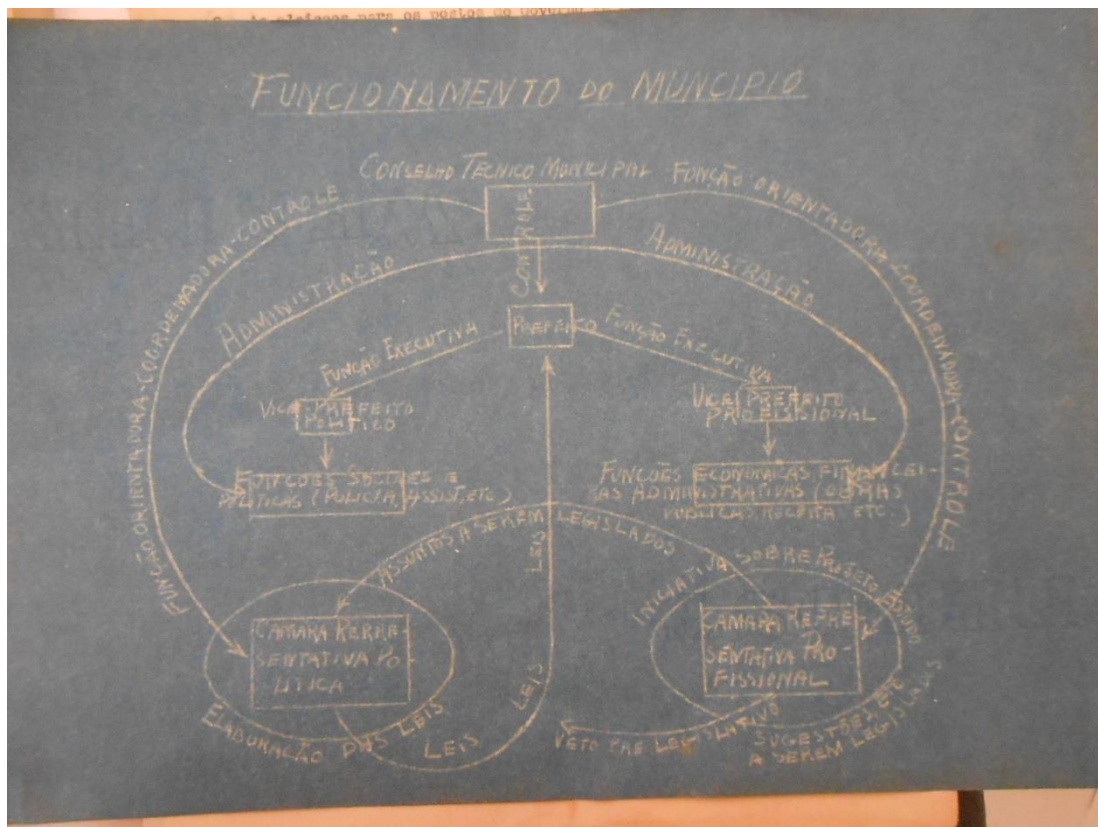 FUNCIONAMENTO DO MUNCIPIO
CONSELHO TECNICO MUNICIPAL
FUNÇÃO ORIENTADORA-COORDENADORA-CONTROLE
FUNÇÃO ORIENTADORA-COORDENADORA-CONTROLE
CONTROLE
ADMINISTRAÇÃO
ADMINISTRAÇÃO
PREFEITO
FUNÇÃO EXECUTIVA
FUNÇÃO EXECUTIVA
VICE PREFEITO
POLITICO
VICE PREFEITO
PROFISSIONAL
FUNÇÕES SOCIAES E
POLITICAS (POLICIA, ASSIST, ETC.)
FUNÇÕES ECONOMICAS FINANCEI-
RAS ADMINISTRATIVAS (OBRAS
PUBLICAS, RECEITA ETC.)
ASSUNTOS A SEREM LEGISLADOS
LEIS
INICIATIVA SOBRE PROJETO
CAMARA REPRE-
SENTATIVA PO-
LITICA
CAMARA REPRE-
SENTATIVA PRO-
FISSIONAL
ELABORAÇÃO DAS LEIS
LEIS
LEIS
VETO PRE LEGISLATIVO
SUGESTÕES, ETC
A SEREM LEGISLADOS